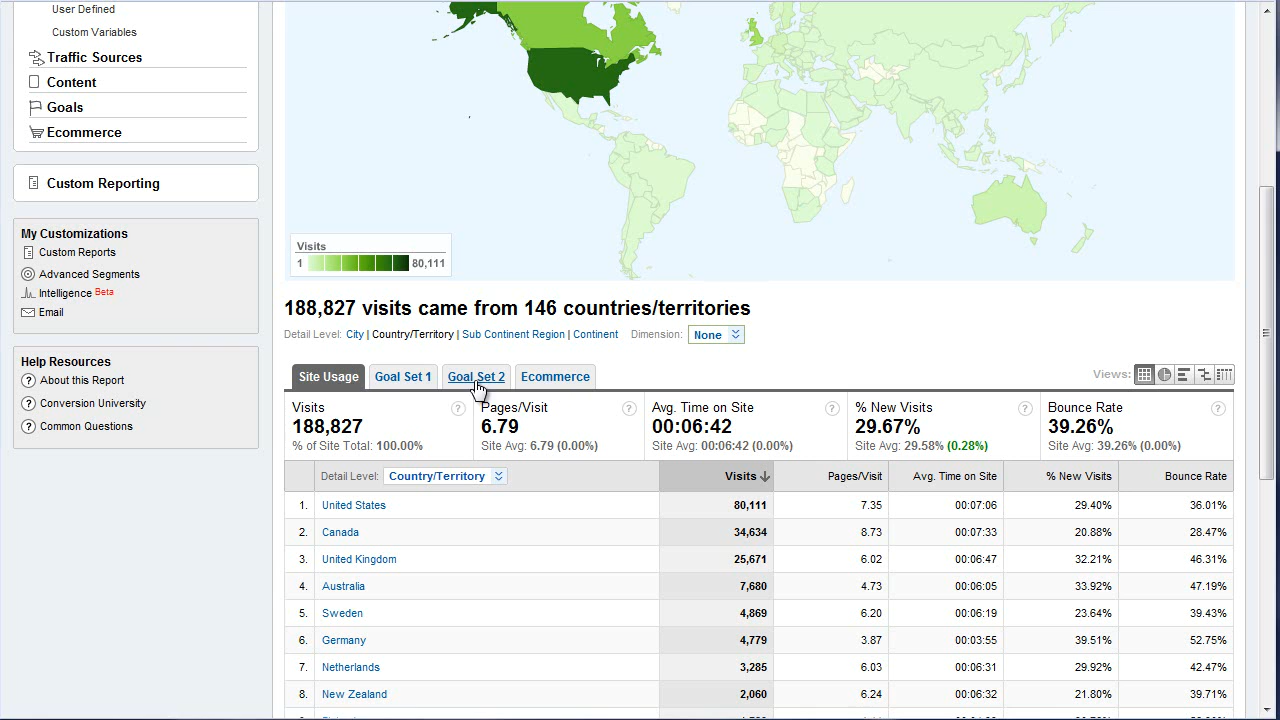 User Defined
Custom Variables
Traffic Sources
Content
Goals
Ecommerce
Custom Reporting
My Customizations
Custom Reports
Advanced Segments
Intelligence Beta
Email
Help Resources
? About this Report
? Conversion University
? Common Questions
Visits
1 80,111
188,827 visits came from 146 countries/territories
Detail Level: City | Country/Territory | Sub Continent Region | Continent Dimension: None
Site Usage Goal Set 1 Goal Set 2 Ecommerce Views:
Visits ? Pages/Visit ? Avg. Time on Site ? % New Visits ? Bounce Rate ?
188,827 6.79 00:06:42 29.67% 39.26%
% of Site Total: 100.00% Site Avg: 6.79 (0.00%) Site Avg: 00:06:42 (0.00%) Site Avg: 29.58% (0.28%) Site Avg: 39.26% (0.00%)
Detail Level: Country/Territory Visits Pages/Visit Avg. Time on Site % New Visits Bounce Rate
1. United States 80,111 7.35 00:07:06 29.40% 36.01%
2. Canada 34,634 8.73 00:07:33 20.88% 28.47%
3. United Kingdom 25,671 6.02 00:06:47 32.21% 46.31%
4. Australia 7,680 4.73 00:06:05 33.92% 47.19%
5. Sweden 4,869 6.20 00:06:19 23.64% 39.43%
6. Germany 4,779 3.87 00:03:55 39.51% 52.75%
7. Netherlands 3,285 6.03 00:06:31 29.92% 42.47%
8. New Zealand 2,060 6.24 00:06:32 21.80% 39.71%